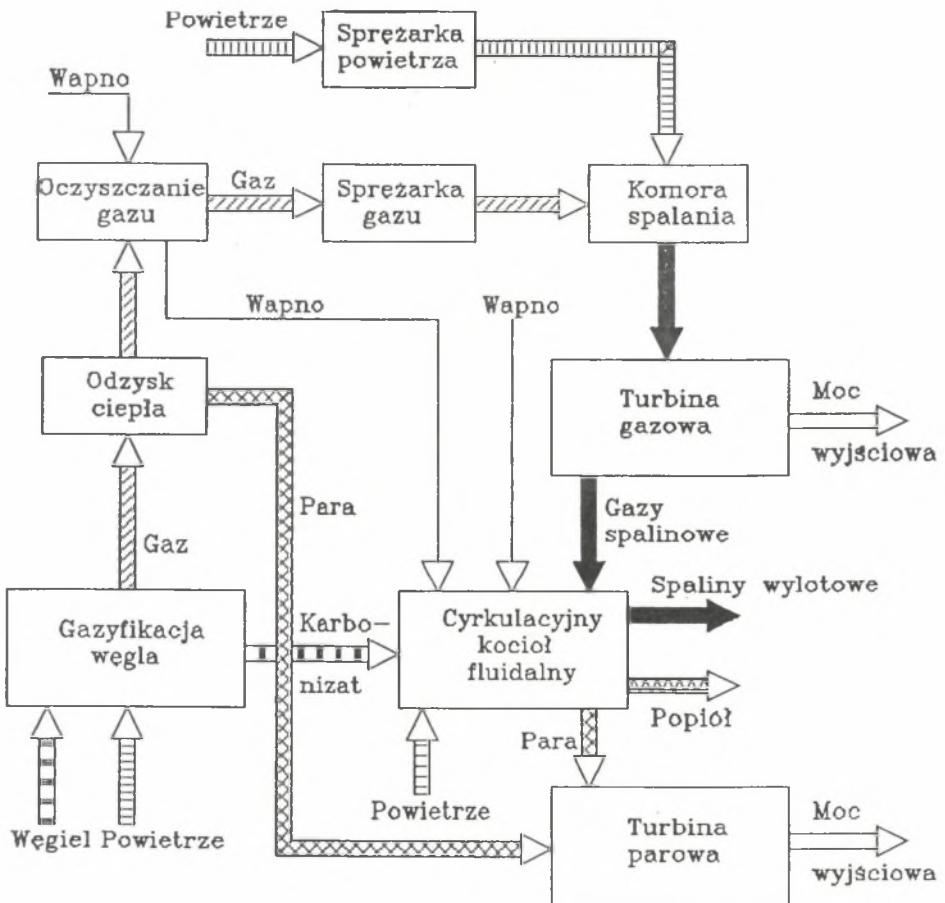 Powietrze
Sprężarka
powietrza
Wapno
Oczyszczanie
gazu
Gaz
Sprężarka
gazu
Komora
spalania
Wapno
Wapno
Odzysk
ciepła
Turbina
gazowa
Moc
wyjściowa
Para
Gaz
Gazy
spalinowe
Spaliny wylotowe
Gazyfikacja
węgla
Karbo-
nizat
Cyrkulacyjny
kocioł
fluidalny
Popiół
Para
Węgiel Powietrze
Powietrze
Turbina
parowa
Moc
wyjściowa